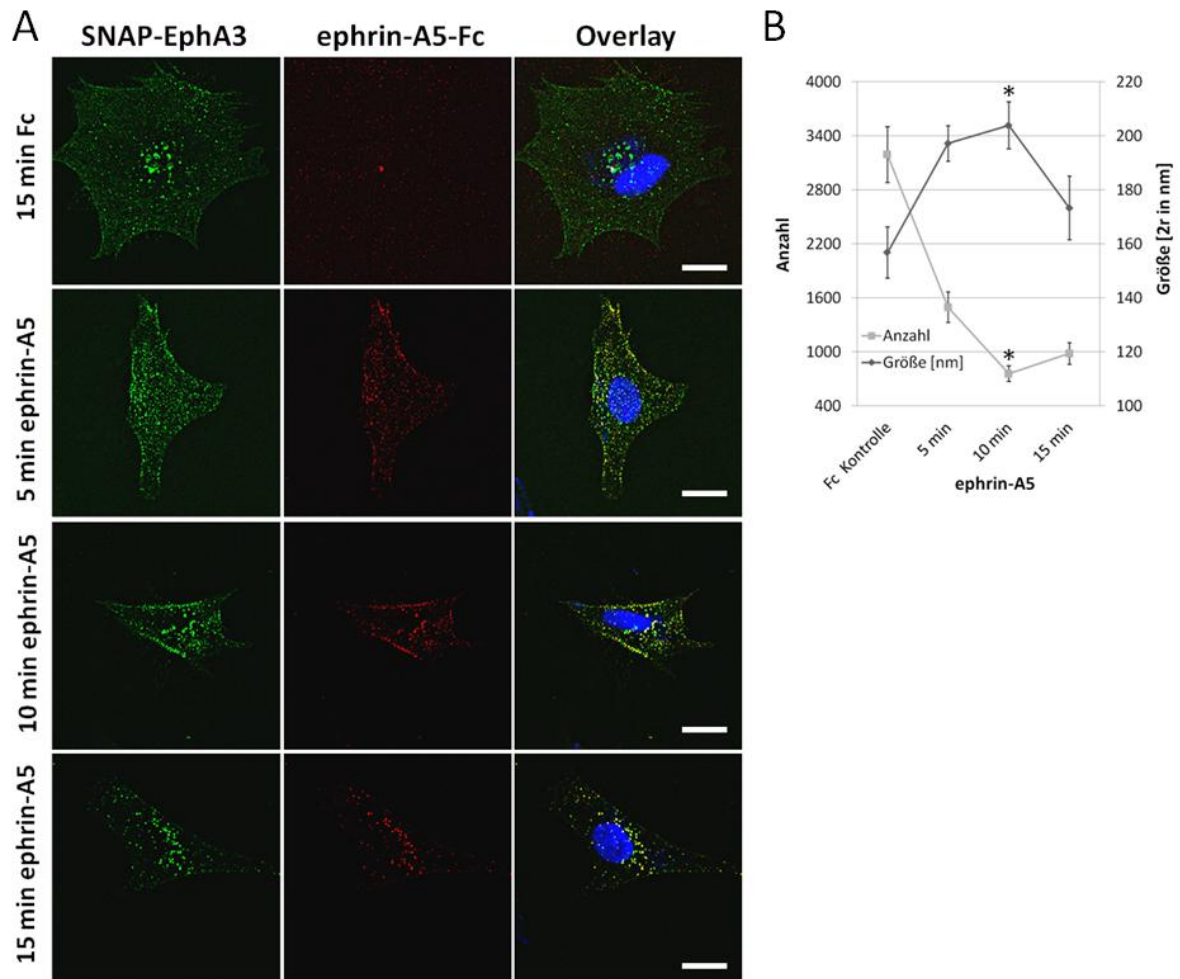 A
SNAP-EphA3 ephrin-A5-Fc Overlay
15 min Fc
5 min ephrin-A5
10 min ephrin-A5
15 min ephrin-A5
B
Anzahl
4000
3400
2800
2200
1600
1000
400
*
*
Anzahl
Größe [nm]
220
200
180
160
140
120
100
Größe [2r in nm]
Fc Kontrolle
5 min
10 min
15 min
ephrin-A5